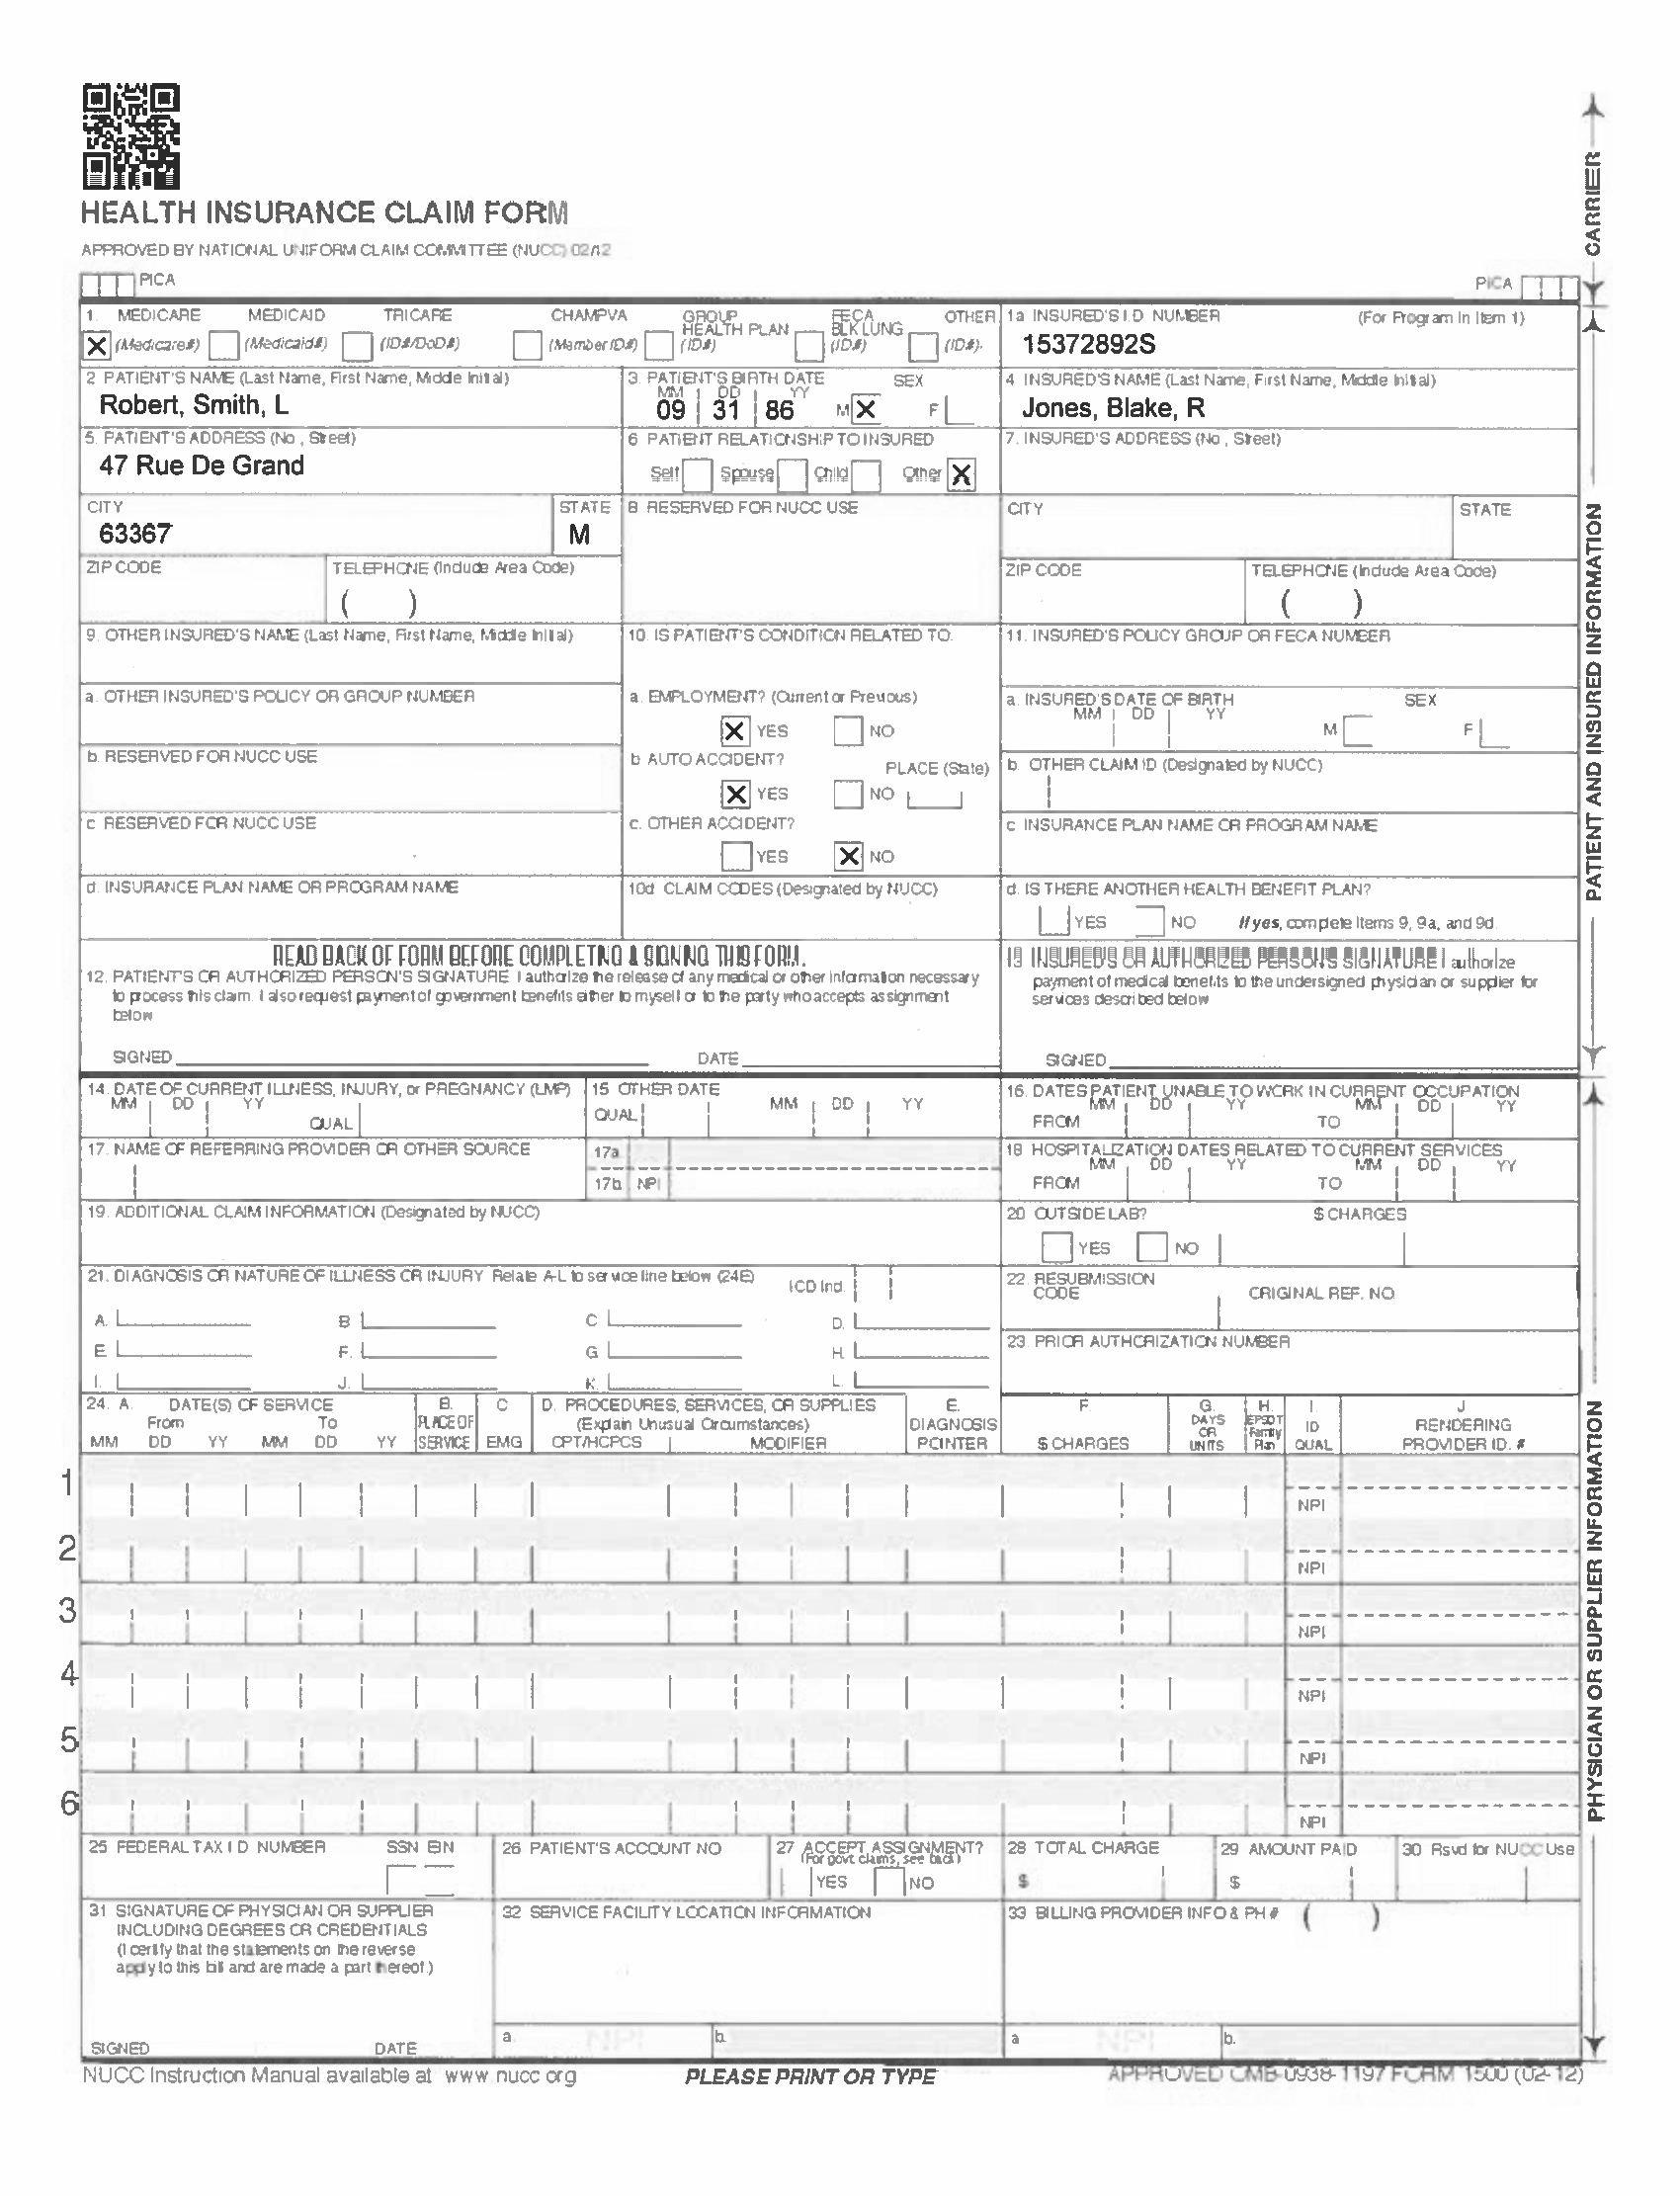 HEALTH INSURANCE CLAIM FORM
APPROVED BY NATIONAL UNIFORM CLAIM COMMITTEE (NUCC) 02/12
PICA
PICA
CARRIER
1. MEDICARE MEDICAID TRICARE CHAMPVA GROUP HEALTH PLAN FECA BLK LUNG OTHER
X (Medicare#) (Medicaid#) (ID#/DoD#) (Member ID#) (ID#) (ID#) (ID#)
1a INSURED'S I.D NUMBER (For Program in Item 1)
15372892S
2 PATIENT'S NAME (Last Name, First Name, Middle Initial)
Robert, Smith, L
3. PATIENT'S BIRTH DATE SEX
MM DD YY
09 31 86 M X F
4 INSURED'S NAME (Last Name, First Name, Middle Initial)
Jones, Blake, R
5. PATIENT'S ADDRESS (No , Street)
47 Rue De Grand
6 PATIENT RELATIONSHIP TO INSURED
Self Spouse Child Other X
7. INSURED'S ADDRESS (No , Street)
CITY STATE
63367 M
8 RESERVED FOR NUCC USE
CITY STATE
ZIP CODE TELEPHONE (Include Area Code)
( )
ZIP CODE TELEPHONE (Include Area Code)
( )
9. OTHER INSURED'S NAME (Last Name, First Name, Middle Initial)
10. IS PATIENT'S CONDITION RELATED TO.
11. INSURED'S POLICY GROUP OR FECA NUMBER
a. OTHER INSURED'S POLICY OR GROUP NUMBER
a. EMPLOYMENT? (Current or Previous)
X YES NO
a. INSURED'S DATE OF BIRTH SEX
MM DD YY
M F
b. RESERVED FOR NUCC USE
b AUTO ACCIDENT? PLACE (State)
X YES NO
b. OTHER CLAIM ID (Designated by NUCC)
c RESERVED FOR NUCC USE
c. OTHER ACCIDENT?
YES X NO
c INSURANCE PLAN NAME OR PROGRAM NAME
d. INSURANCE PLAN NAME OR PROGRAM NAME
10d CLAIM CODES (Designated by NUCC)
d. IS THERE ANOTHER HEALTH BENEFIT PLAN?
YES NO If yes, complete items 9, 9a, and 9d.
PATIENT AND INSURED INFORMATION
READ BACK OF FORM BEFORE COMPLETING & SIGNING THIS FORM.
12. PATIENT'S OR AUTHORIZED PERSON'S SIGNATURE I authorize the release of any medical or other information necessary
to process this claim. I also request payment of government benefits either to myself or to the party who accepts assignment
below
SIGNED DATE
13 INSURED'S OR AUTHORIZED PERSON'S SIGNATURE I authorize
payment of medical benefits to the undersigned physician or supplier for
services described below
SIGNED
14. DATE OF CURRENT ILLNESS, INJURY, or PREGNANCY (LMP)
MM DD YY
QUAL
15 OTHER DATE
QUAL MM DD YY
16. DATES PATIENT UNABLE TO WORK IN CURRENT OCCUPATION
MM DD YY MM DD YY
FROM TO
17. NAME OF REFERRING PROVIDER OR OTHER SOURCE
17a
17b NPI
18 HOSPITALIZATION DATES RELATED TO CURRENT SERVICES
MM DD YY MM DD YY
FROM TO
19. ADDITIONAL CLAIM INFORMATION (Designated by NUCC)
20 OUTSIDE LAB? $ CHARGES
YES NO
21. DIAGNOSIS OR NATURE OF ILLNESS OR INJURY Relate A-L to service line below (24E)
ICD Ind.
A. B C D.
E. F. G H.
I. J. K. L.
22. RESUBMISSION
CODE ORIGINAL REF. NO
23. PRIOR AUTHORIZATION NUMBER
24. A. DATE(S) OF SERVICE B. C D. PROCEDURES, SERVICES, OR SUPPLIES E. F. G. H. I. J
From To PLACE OF (Explain Unusual Circumstances) DIAGNOSIS DAYS OR EPSDT Family ID RENDERING
MM DD YY MM DD YY SERVICE EMG CPT/HCPCS MODIFIER POINTER $ CHARGES UNITS Plan QUAL PROVIDER ID. #
1
NPI
2
NPI
3
NPI
4
NPI
5
NPI
6
NPI
25 FEDERAL TAX I D NUMBER SSN EIN
26 PATIENT'S ACCOUNT NO
27 ACCEPT ASSIGNMENT?
(For govt. claims, see back)
YES NO
28 TOTAL CHARGE
$
29 AMOUNT PAID
$
30 Rsvd for NUCC Use
31 SIGNATURE OF PHYSICIAN OR SUPPLIER
INCLUDING DEGREES OR CREDENTIALS
(I certify that the statements on the reverse
apply to this bill and are made a part thereof.)
SIGNED DATE
32 SERVICE FACILITY LOCATION INFORMATION
a. NPI b.
33 BILLING PROVIDER INFO & PH # ( )
a NPI b.
PHYSICIAN OR SUPPLIER INFORMATION
NUCC Instruction Manual available at www nucc org
PLEASE PRINT OR TYPE
APPROVED OMB-0938-1197 FORM 1500 (02-12)